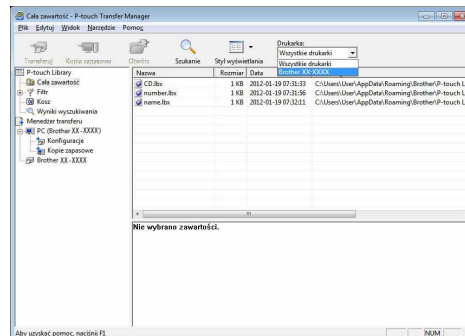 Cała zawartość - P-touch Transfer Manager
Plik Edytuj Widok Narzędzie Pomoc
Drukarka:
Wszystkie drukarki
Transferuj Kopia zapasowa Otwórz Szukanie Styl wyświetlania
Wszystkie drukarki
Brother XX-XXXX
P-touch Library
Cała zawartość
Filtr
Kosz
Wyniki wyszukiwania
Menedżer transferu
PC (Brother XX-XXXX)
Konfiguracje
Kopie zapasowe
Brother XX-XXXX
Nazwa Rozmiar Data
CD.lbx 1 KB 2012-01-19 07:31:33 C:\Users\User\AppData\Roaming\Brother\P-touch L
number.lbx 1 KB 2012-01-19 07:31:56 C:\Users\User\AppData\Roaming\Brother\P-touch L
name.lbx 1 KB 2012-01-19 07:32:11 C:\Users\User\AppData\Roaming\Brother\P-touch L
Nie wybrano zawartości.
Aby uzyskać pomoc, naciśnij F1
NUM